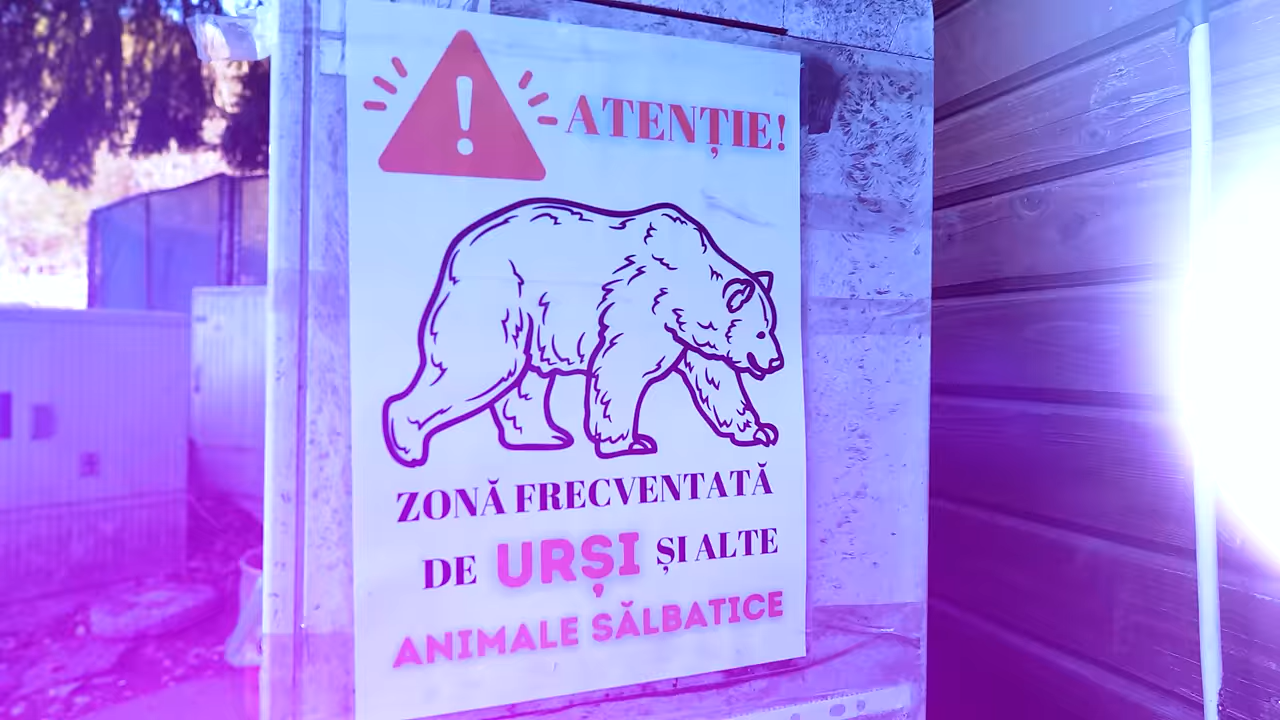 ATENȚIE!
ZONĂ FRECVENTATĂ
DE URȘI ȘI ALTE
ANIMALE SĂLBATICE